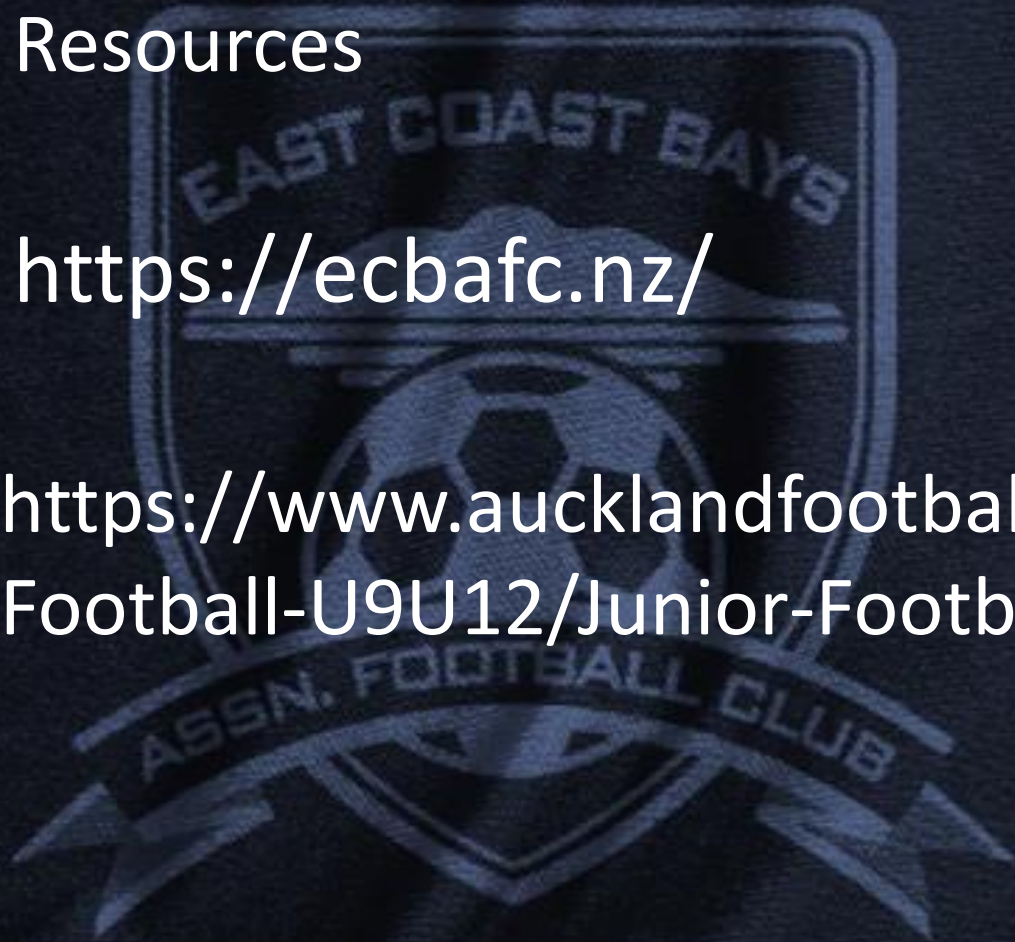 Resources
EAST COAST BAYS
https://ecbafc.nz/
https://www.aucklandfootbal
Football-U9U12/Junior-Footb
ASSN. FOOTBALL CLUB